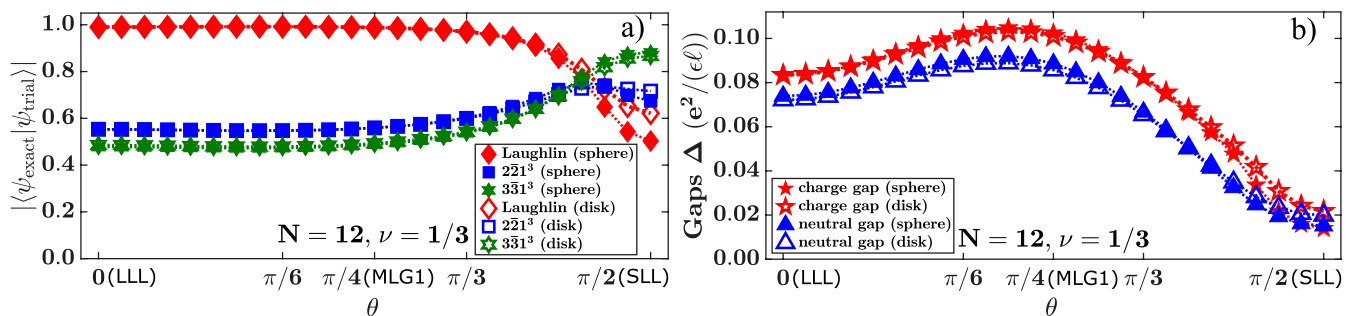 a)
|⟨ψ_exact|ψ_trial⟩|
1.0
0.8
0.6
0.4
0.2
0.0
Laughlin (sphere)
22̄1³ (sphere)
33̄1³ (sphere)
Laughlin (disk)
22̄1³ (disk)
33̄1³ (disk)
N = 12, ν = 1/3
0(LLL) π/6 π/4(MLG1) π/3 π/2(SLL)
θ
b)
Gaps Δ (e²/(ϵℓ))
0.10
0.08
0.06
0.04
0.02
0.00
charge gap (sphere)
charge gap (disk)
neutral gap (sphere)
neutral gap (disk)
N = 12, ν = 1/3
0(LLL) π/6 π/4(MLG1) π/3 π/2(SLL)
θ